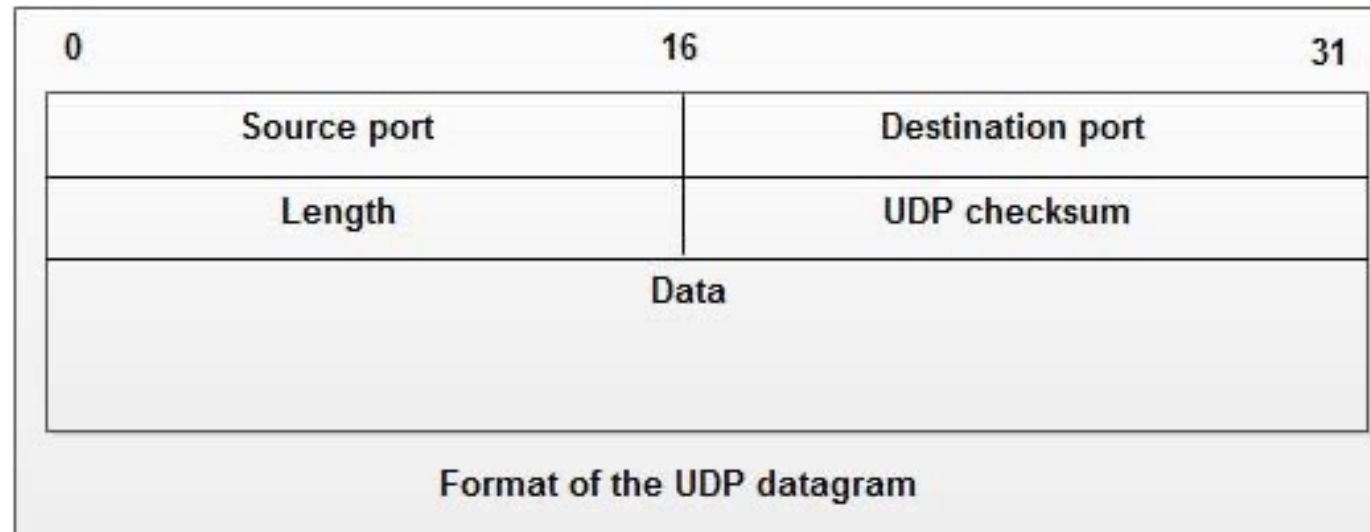 0 16 31
Source port Destination port
Length UDP checksum
Data
Format of the UDP datagram